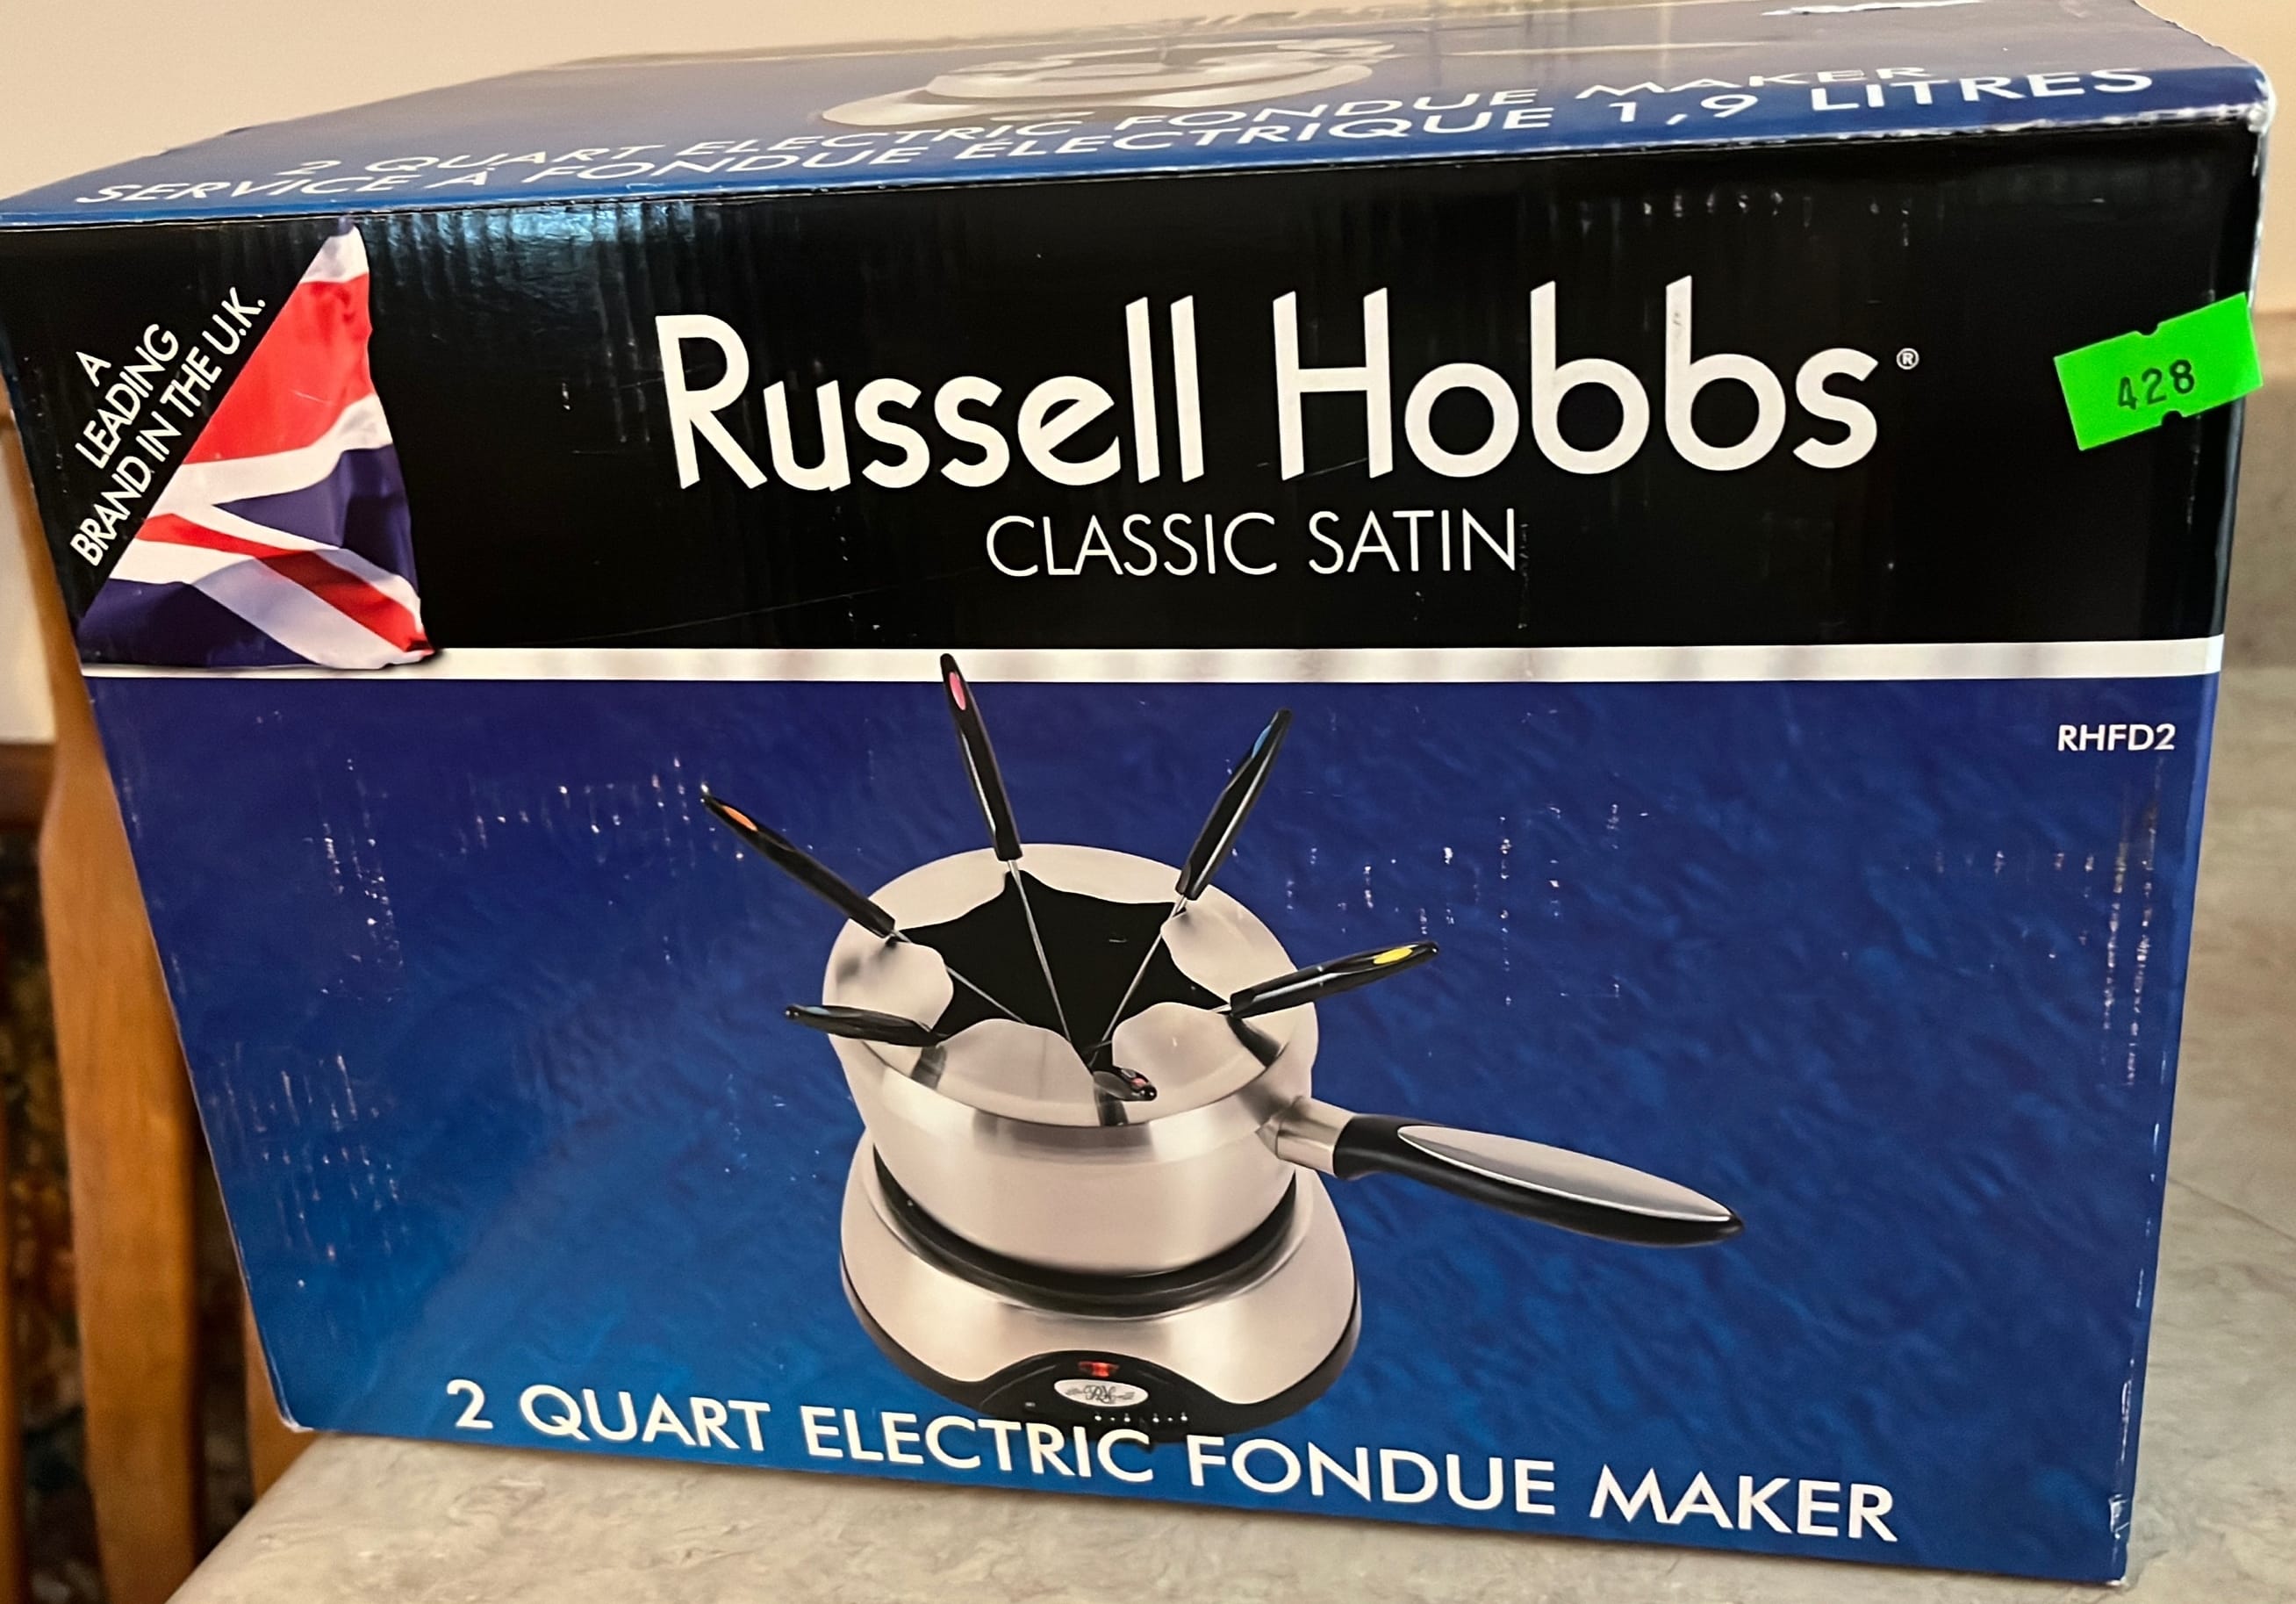 2 QUART ELECTRIC FONDUE MAKER
SERVICE À FONDUE ÉLECTRIQUE 1,9 LITRES
A
LEADING
BRAND IN THE U.K.
Russell Hobbs®
CLASSIC SATIN
428
RHFD2
2 QUART ELECTRIC FONDUE MAKER